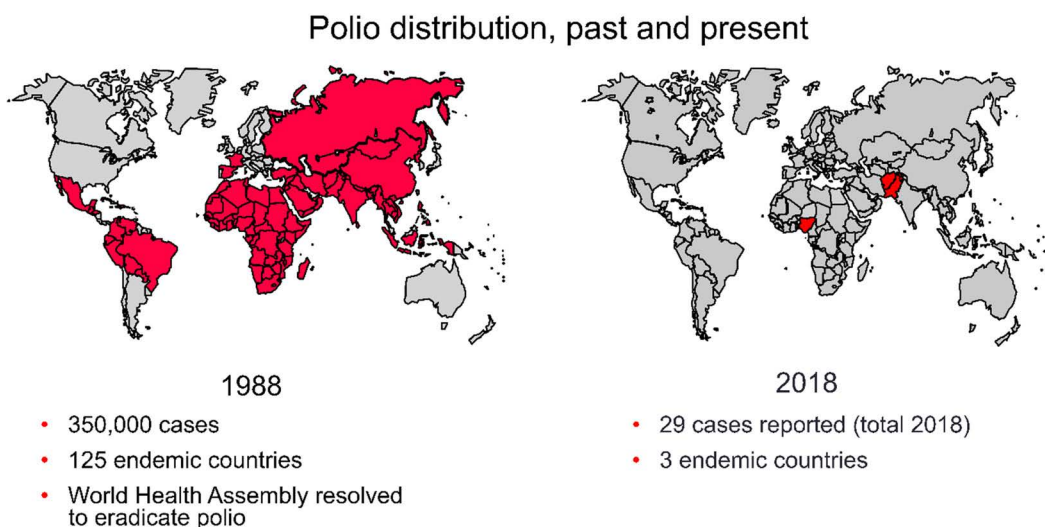 Polio distribution, past and present
1988
• 350,000 cases
• 125 endemic countries
• World Health Assembly resolved
to eradicate polio
2018
• 29 cases reported (total 2018)
• 3 endemic countries